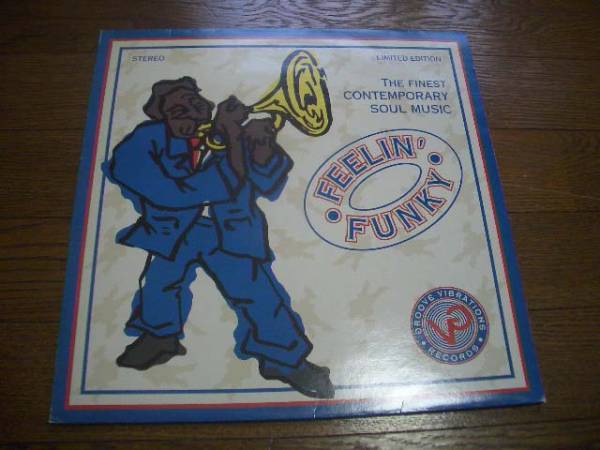 STEREO
LIMITED EDITION
THE FINEST
CONTEMPORARY
SOUL MUSIC
FEELIN'
FUNKY
GROOVE VIBRATIONS
RECORDS